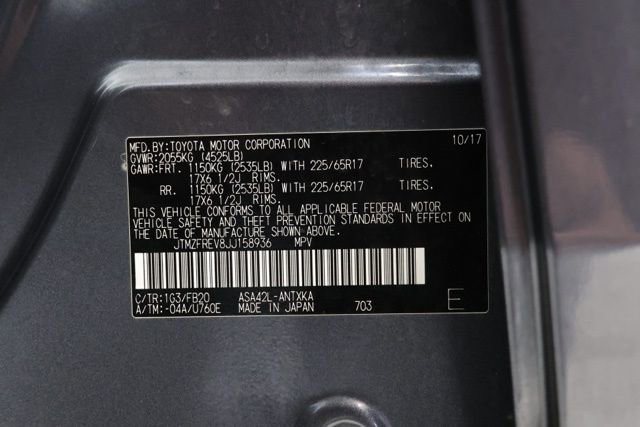 MFD.BY:TOYOTA MOTOR CORPORATION 10/17
GVWR:2055KG (4525LB)
GAWR:FRT. 1150KG (2535LB) WITH 225/65R17 TIRES.
17X6 1/2J RIMS.
RR. 1150KG (2535LB) WITH 225/65R17 TIRES.
17X6 1/2J RIMS.
THIS VEHICLE CONFORMS TO ALL APPLICABLE FEDERAL MOTOR
VEHICLE SAFETY AND THEFT PREVENTION STANDARDS IN EFFECT ON
THE DATE OF MANUFACTURE SHOWN ABOVE.
JTMZFREV8JJ158936 MPV
C/TR:1G3/FB20 ASA42L-ANTXKA
A/TM:-04A/U760E MADE IN JAPAN 703 E